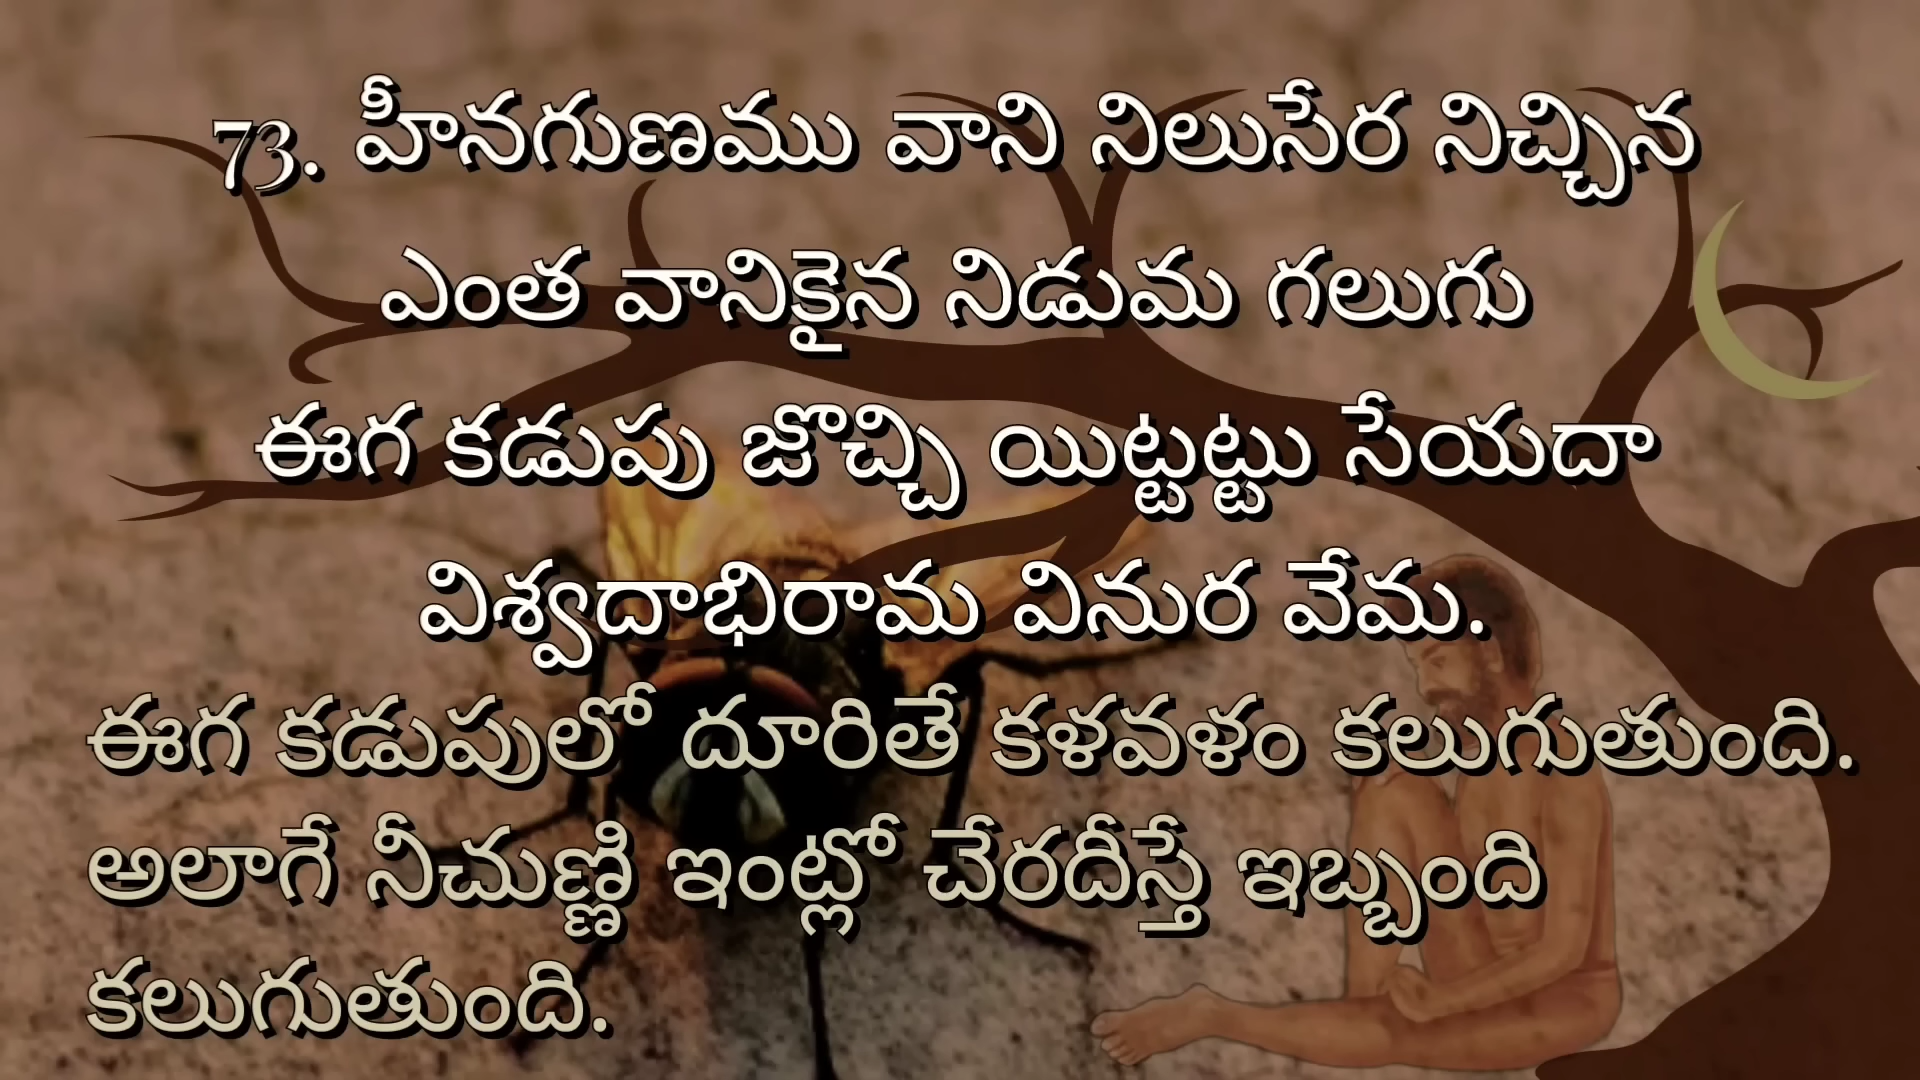 73. హీనగుణము వాని నిలుసేర నిచ్చిన
ఎంత వానికైన నిడుమ గలుగు
ఈగ కడుపు జొచ్చి యిట్టట్టు సేయదా
విశ్వదాభిరామ వినుర వేమ.
ఈగ కడుపులో దూరితే కళవళం కలుగుతుంది.
అలాగే నీచుణ్ణి ఇంట్లో చేరదీస్తే ఇబ్బంది
కలుగుతుంది.